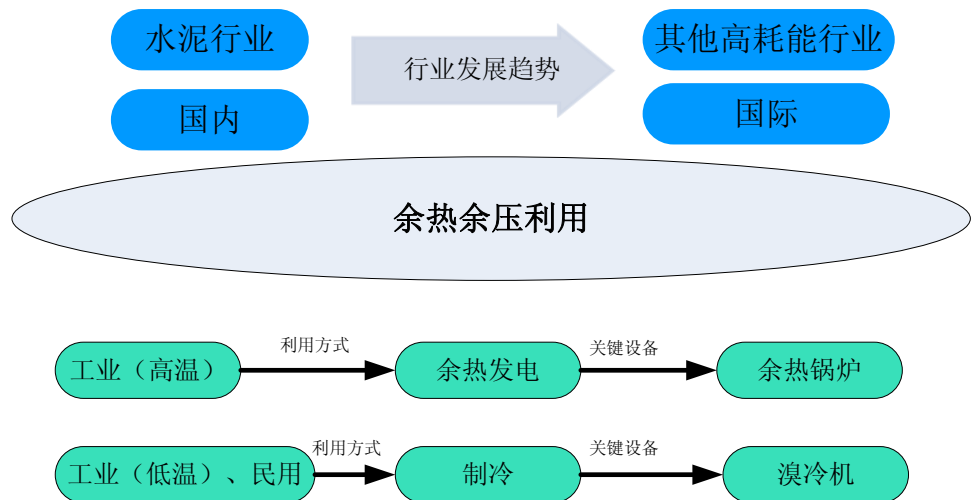 水泥行业
行业发展趋势
其他高耗能行业
国内
国际
余热余压利用
工业（高温）
利用方式
余热发电
关键设备
余热锅炉
工业（低温）、民用
利用方式
制冷
关键设备
溴冷机